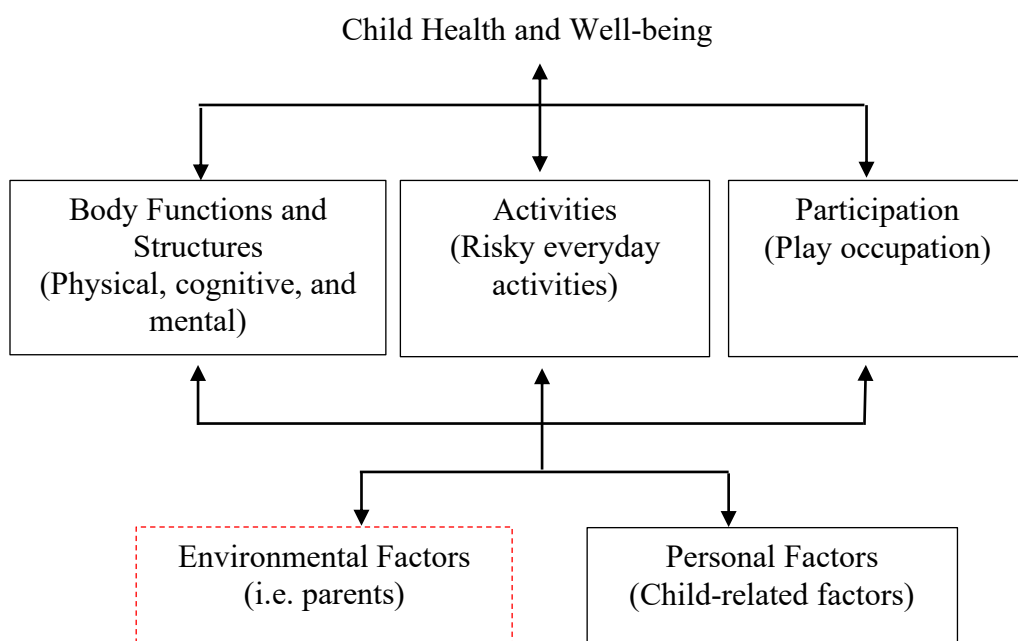 Child Health and Well-being
Body Functions and
Structures
(Physical, cognitive, and
mental)
Activities
(Risky everyday
activities)
Participation
(Play occupation)
Environmental Factors
(i.e. parents)
Personal Factors
(Child-related factors)